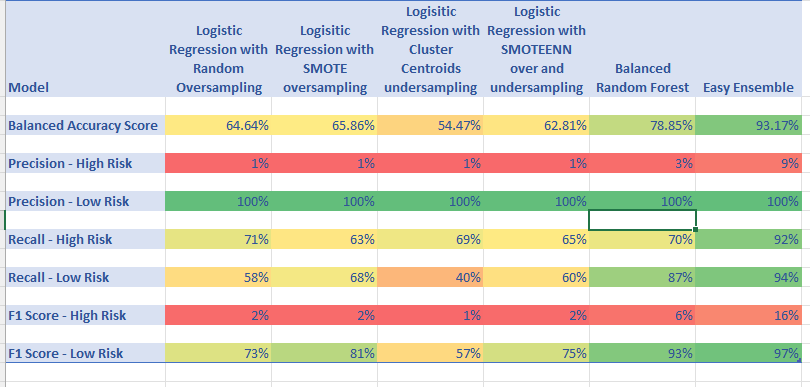 Model	Logistic Regression with Random Oversampling	Logisitic Regression with SMOTE oversampling	Logisitic Regression with Cluster Centroids undersampling	Logistic Regression with SMOTEENN over and undersampling	Balanced Random Forest	Easy Ensemble
Balanced Accuracy Score	64.64%	65.86%	54.47%	62.81%	78.85%	93.17%
Precision - High Risk	1%	1%	1%	1%	3%	9%
Precision - Low Risk	100%	100%	100%	100%	100%	100%
Recall - High Risk	71%	63%	69%	65%	70%	92%
Recall - Low Risk	58%	68%	40%	60%	87%	94%
F1 Score - High Risk	2%	2%	1%	2%	6%	16%
F1 Score - Low Risk	73%	81%	57%	75%	93%	97%